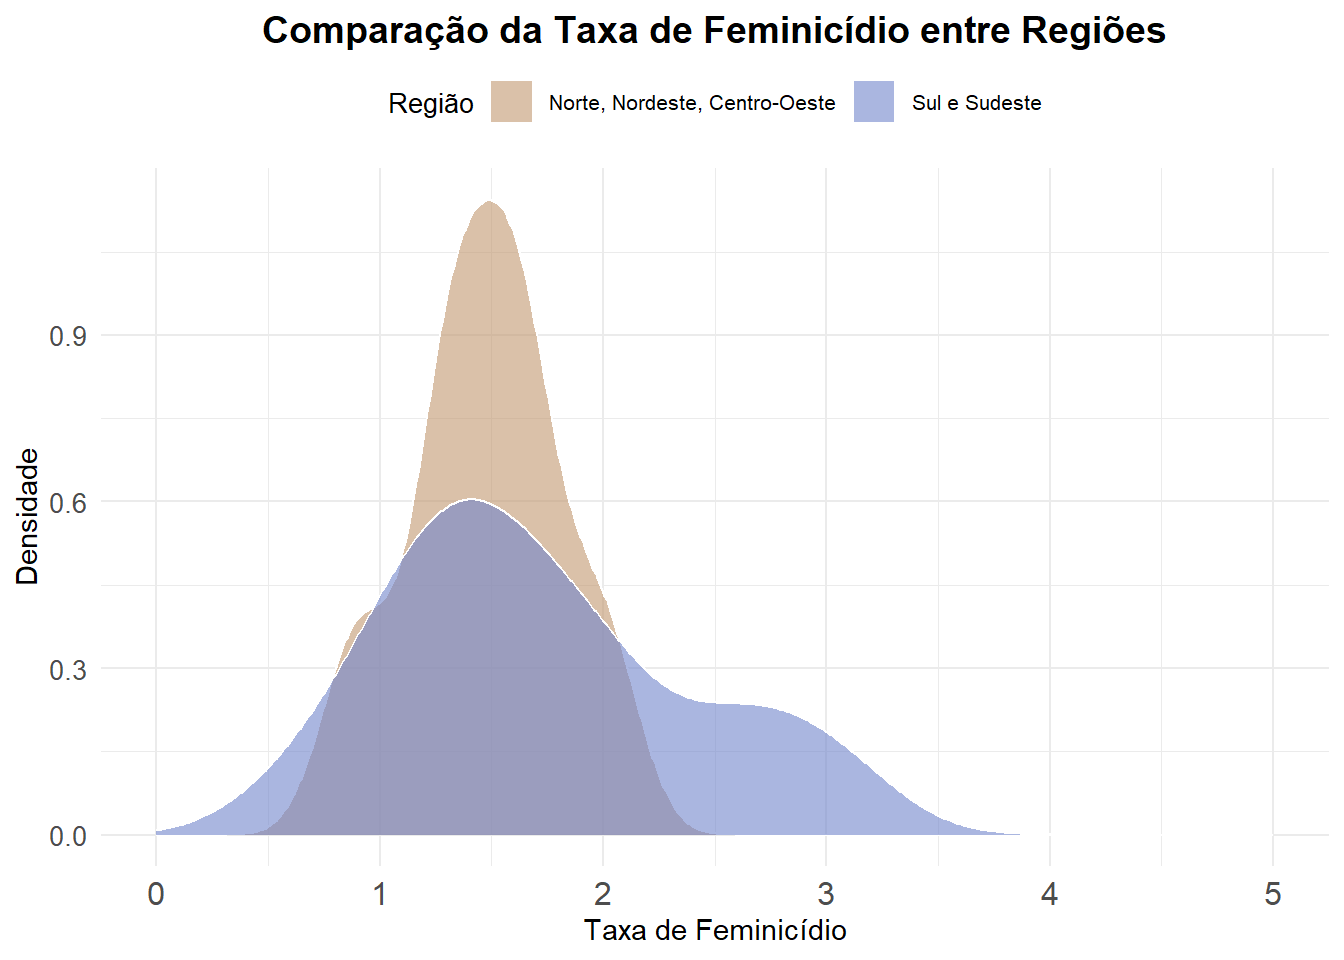 Comparação da Taxa de Feminicídio entre Regiões
Região Norte, Nordeste, Centro-Oeste Sul e Sudeste
Densidade
0.9
0.6
0.3
0.0
0 1 2 3 4 5
Taxa de Feminicídio